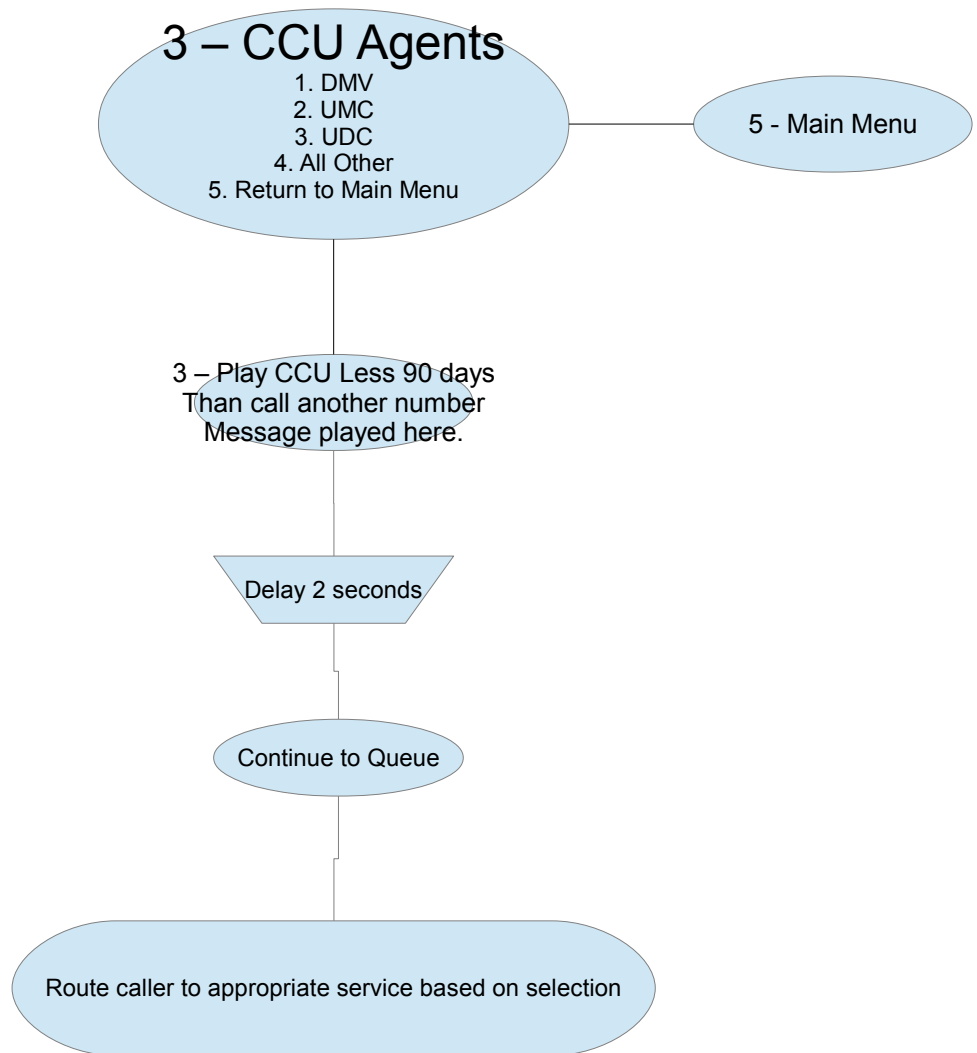 3 – CCU Agents
1. DMV
2. UMC
3. UDC
4. All Other
5. Return to Main Menu
5 - Main Menu
3 – Play CCU Less 90 days
Than call another number
Message played here.
Delay 2 seconds
Continue to Queue
Route caller to appropriate service based on selection